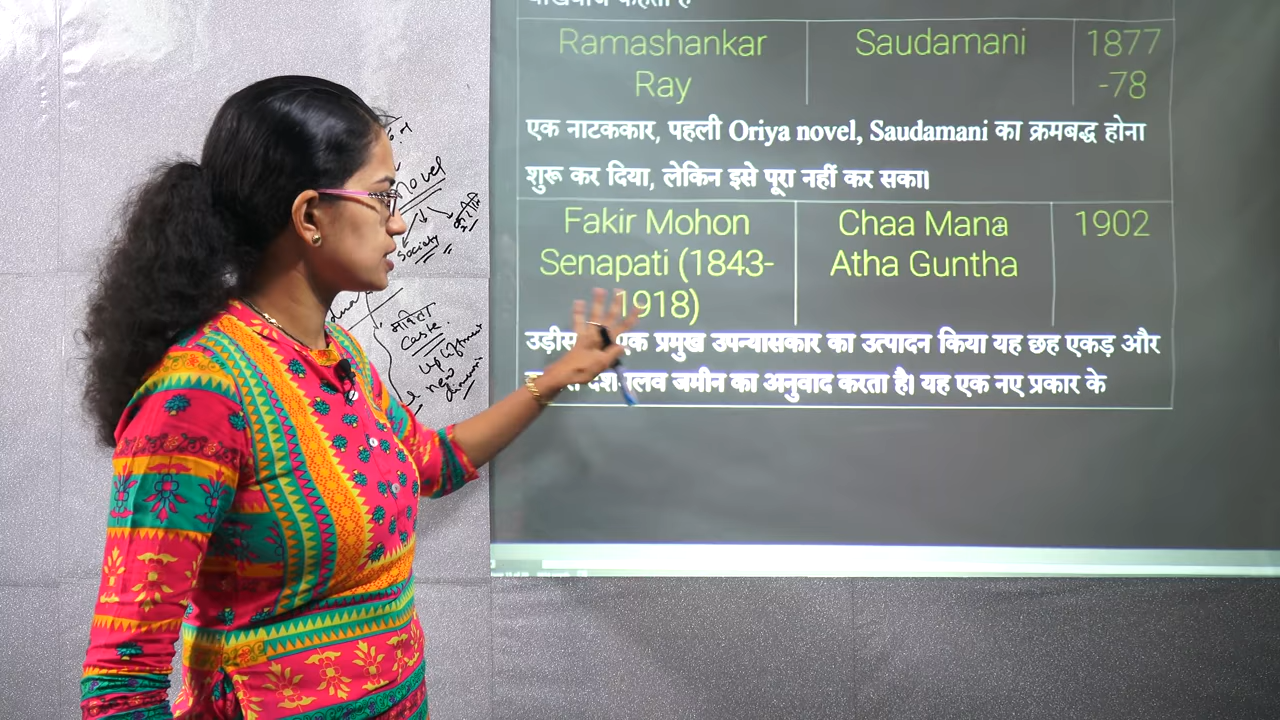 Ramashankar Ray
Saudamani
1877
-78
एक नाटककार, पहली Oriya novel, Saudamani का क्रमबद्ध होना
शुरू कर दिया, लेकिन इसे पूरा नहीं कर सका।
Fakir Mohon
Senapati (1843-
1918)
Chaa Mana
Atha Guntha
1902
एक प्रमुख उपन्यासकार का उत्पादन किया यह छह एकड़ और
जमीन का अनुवाद करता है। यह एक नए प्रकार के
novel
society
Caste
upliftment
new